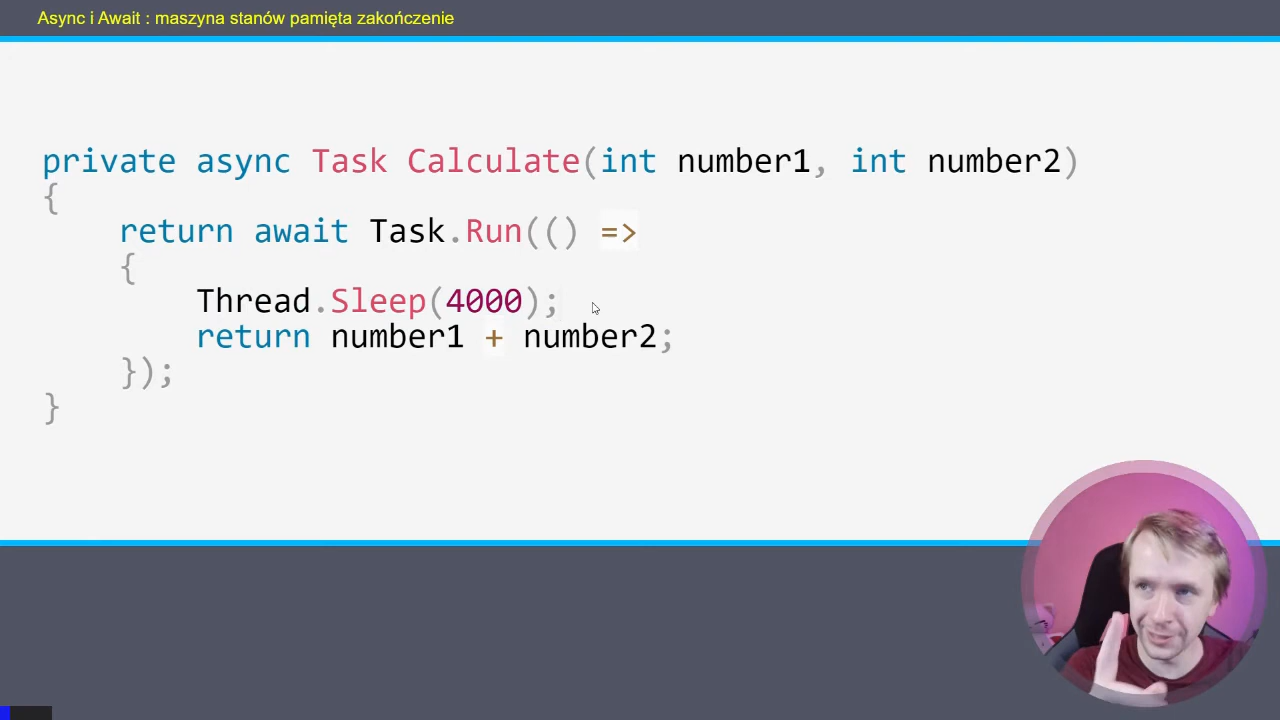 Async i Await : maszyna stanów pamięta zakończenie
private async Task Calculate(int number1, int number2)
{
    return await Task.Run(() =>
    {
        Thread.Sleep(4000);
        return number1 + number2;
    });
}